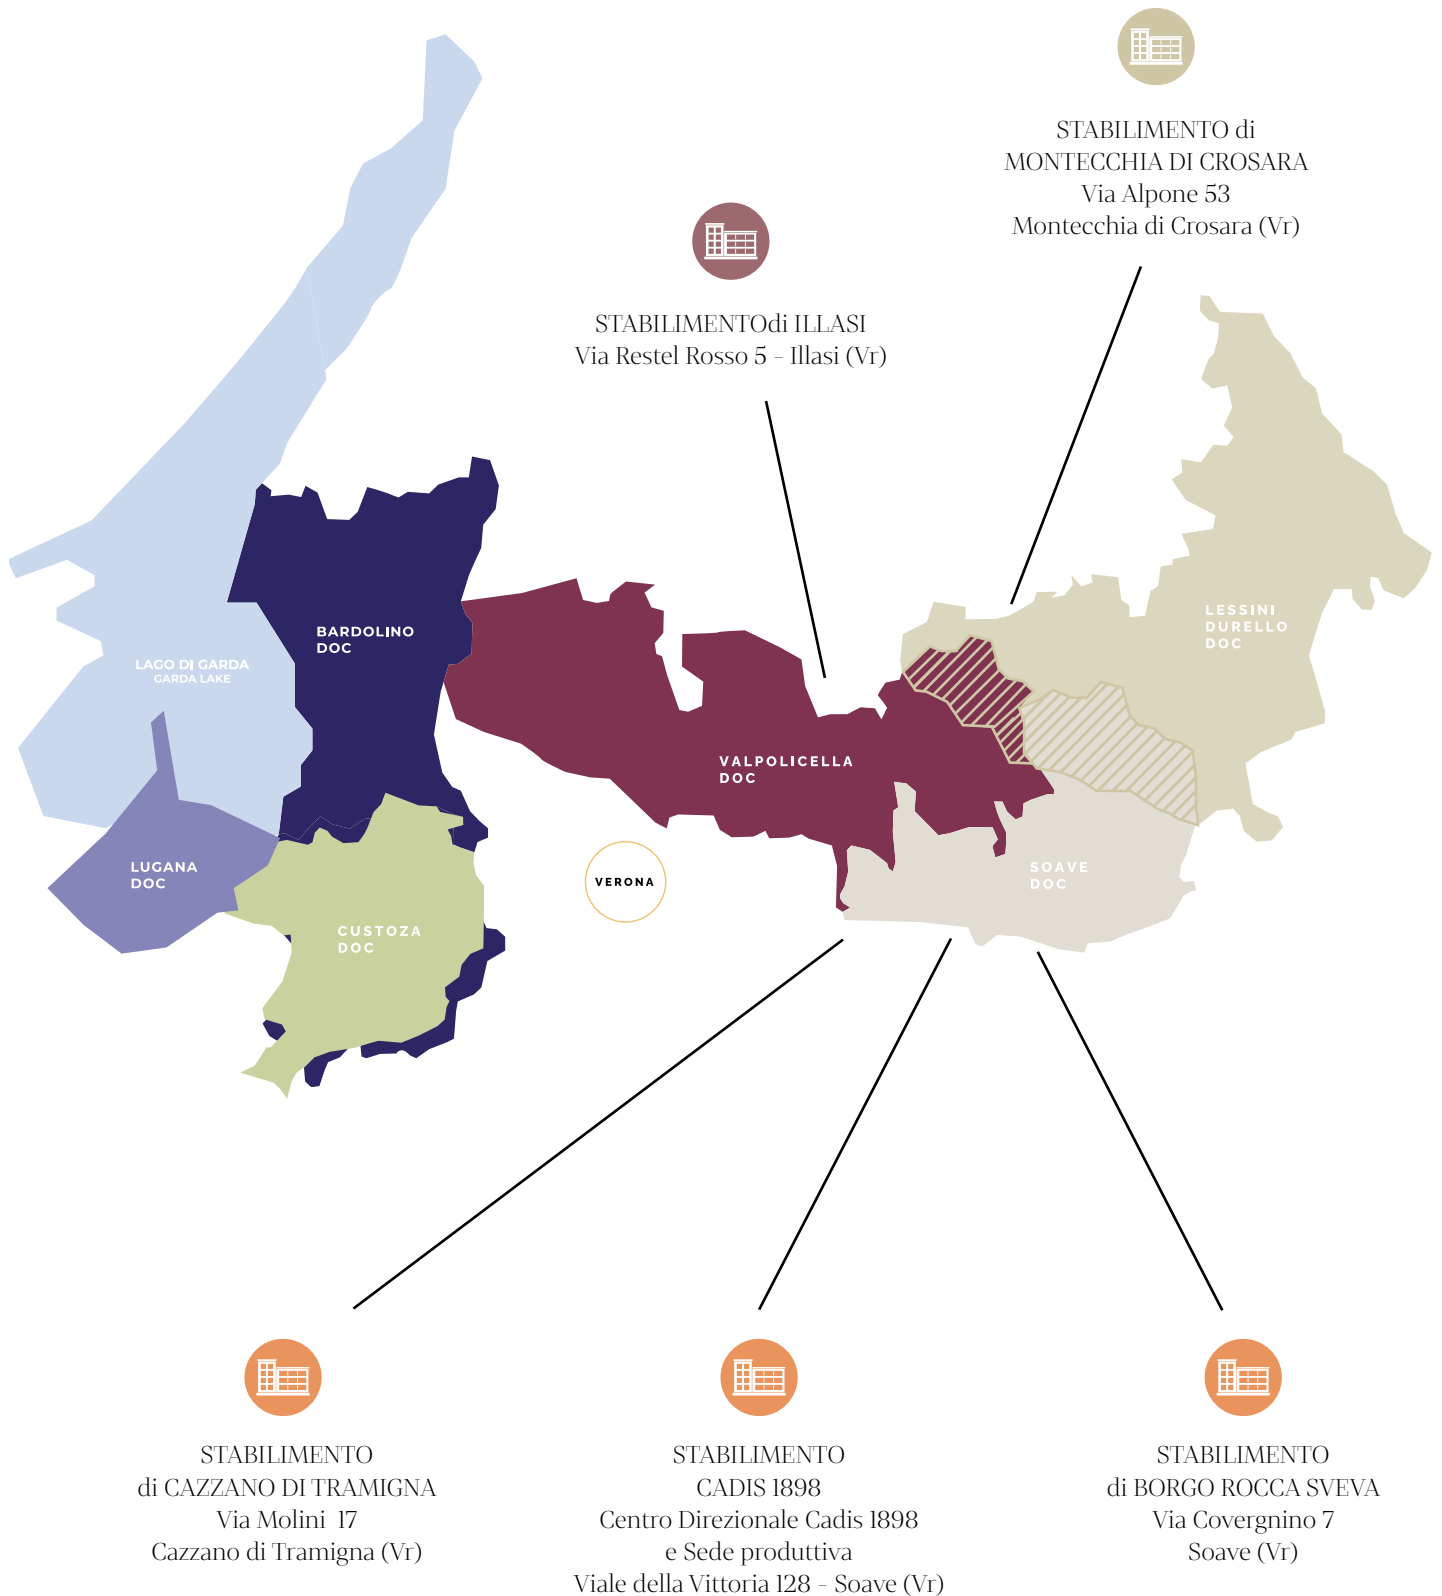 STABILIMENTO di
MONTECCHIA DI CROSARA
Via Alpone 53
Montecchia di Crosara (Vr)
STABILIMENTOdi ILLASI
Via Restel Rosso 5 - Illasi (Vr)
LESSINI
DURELLO
DOC
BARDOLINO
DOC
LAGO DI GARDA
GARDA LAKE
VALPOLICELLA
DOC
LUGANA
DOC
VERONA
SOAVE
DOC
CUSTOZA
DOC
STABILIMENTO
di CAZZANO DI TRAMIGNA
Via Molini 17
Cazzano di Tramigna (Vr)
STABILIMENTO
CADIS 1898
Centro Direzionale Cadis 1898
e Sede produttiva
Viale della Vittoria 128 - Soave (Vr)
STABILIMENTO
di BORGO ROCCA SVEVA
Via Covergnino 7
Soave (Vr)